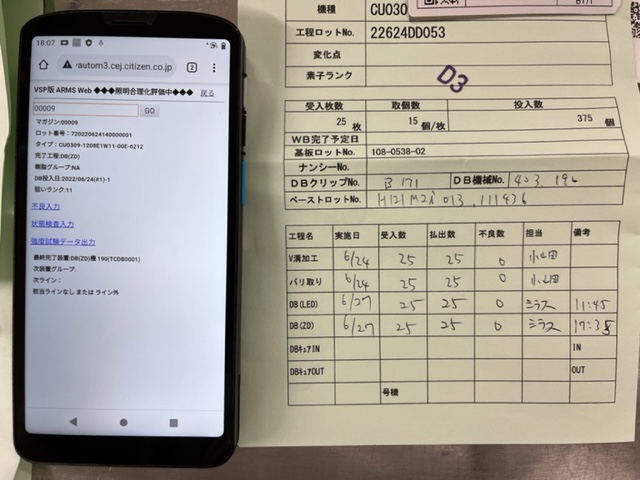 18:07
autom3.cej.citizen.co.jp
2
VSP版 ARMS Web ◆◆◆照明合理化評価中◆◆◆ 戻る
00009
GO
マガジン:00009
ロット番号:720220624140000001
タイプ:CU0309-1208E1W11-00E-6212
完了工程:DB(ZD)
樹脂グループ:NA
DB投入日:2022/06/24(#1)-1
狙いランク:11
不良入力
状態検査入力
強度試験データ出力
最終完了装置:DB(ZD)機 190(TCDB0001)
次装置グループ:
次ライン:
該当ラインなし または ライン外
機種 CU030
工程ロットNo. 22624DD053
変化点
素子ランク
D3
受入枚数 取個数 投入数
25 枚 15 個/枚 375 個
WB完了予定日
基板ロットNo. 108-0538-02
ナンシーNo.
DBクリップNo. B 171 DB機械No. 403, 190
ペーストロットNo. H121M2i 013, 111436
工程名 実施日 受入数 払出数 不良数 担当 備考
V溝加工 6/24 25 25 0 小山田
バリ取り 6/24 25 25 0 小山田
DB(LED) 6/27 25 25 0 シラス 11:45
DB(ZD) 6/27 25 25 0 シラス 17:35
DBキュアIN IN
DBキュアOUT OUT
号機